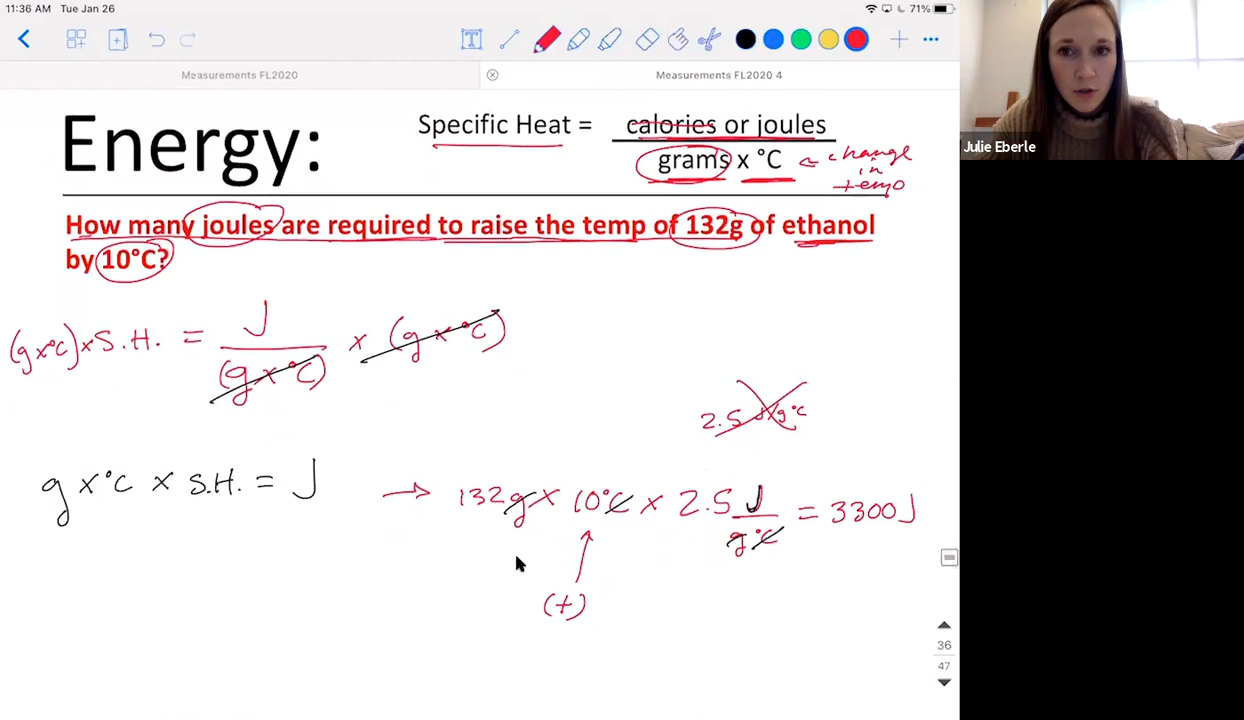 11:36 AM Tue Jan 26
71%
Measurements FL2020
Measurements FL2020 4
Julie Eberle
Energy:
Specific Heat = calories or joules
grams x °C ← change
in
temp
How many joules are required to raise the temp of 132g of ethanol
by 10°C?
(g x °C) x S.H. = J x (g x °C)
(g x °C)
2.5 J/g°C
g x °C x S.H. = J → 132g x 10°C x 2.5 J = 3300J
g °C
(+)
36
47